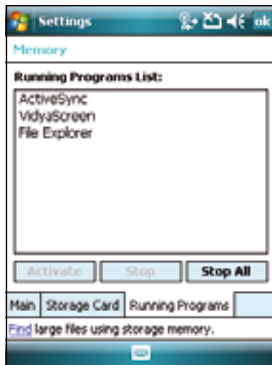 Settings
ok
Memory
Running Programs List:
ActiveSync
VidyaScreen
File Explorer
Activate Stop Stop All
Main Storage Card Running Programs
Find large files using storage memory.